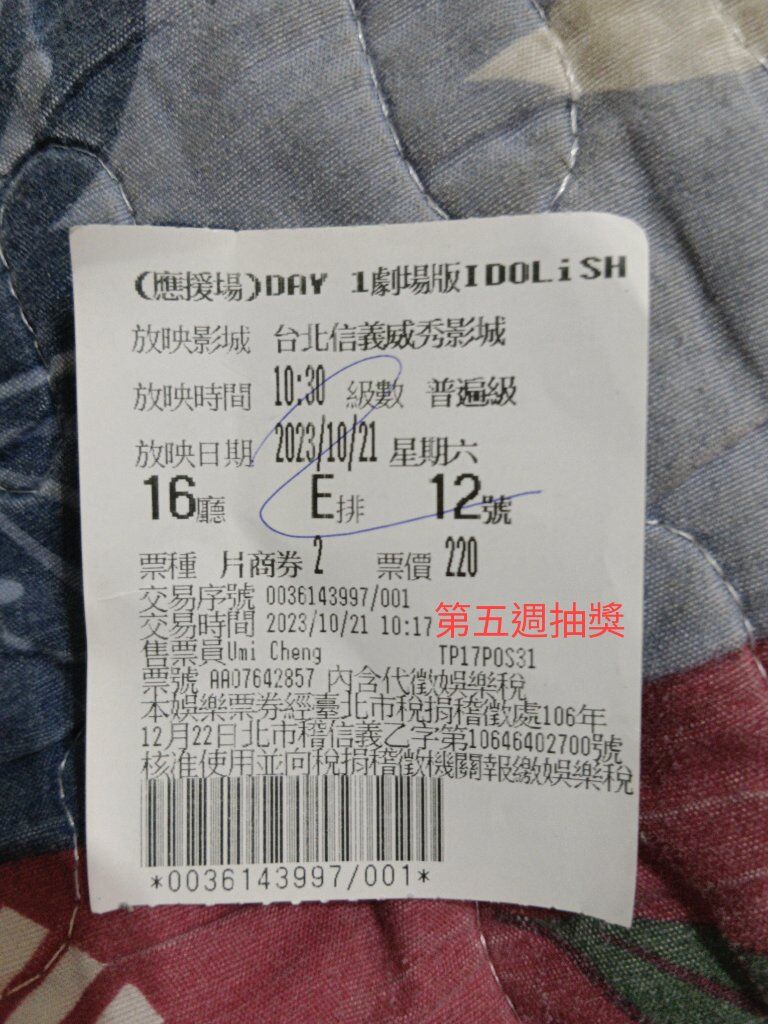 (應援場)DAY 1劇場版IDOLiSH
放映影城 台北信義威秀影城
放映時間 10:30 級數 普遍級
放映日期 2023/10/21 星期六
16廳 E排 12號
票種 片商券2 票價 220
交易序號 0036143997/001
交易時間 2023/10/21 10:17 第五週抽獎
售票員Umi Cheng TP17POS31
票號 AA07642857 內含代徵娛樂稅
本娛樂票券經臺北市稅捐稽徵處106年
12月22日北市稽信義乙字第10646402700號
核准使用並向稅捐稽徵機關報繳娛樂稅
*0036143997/001*